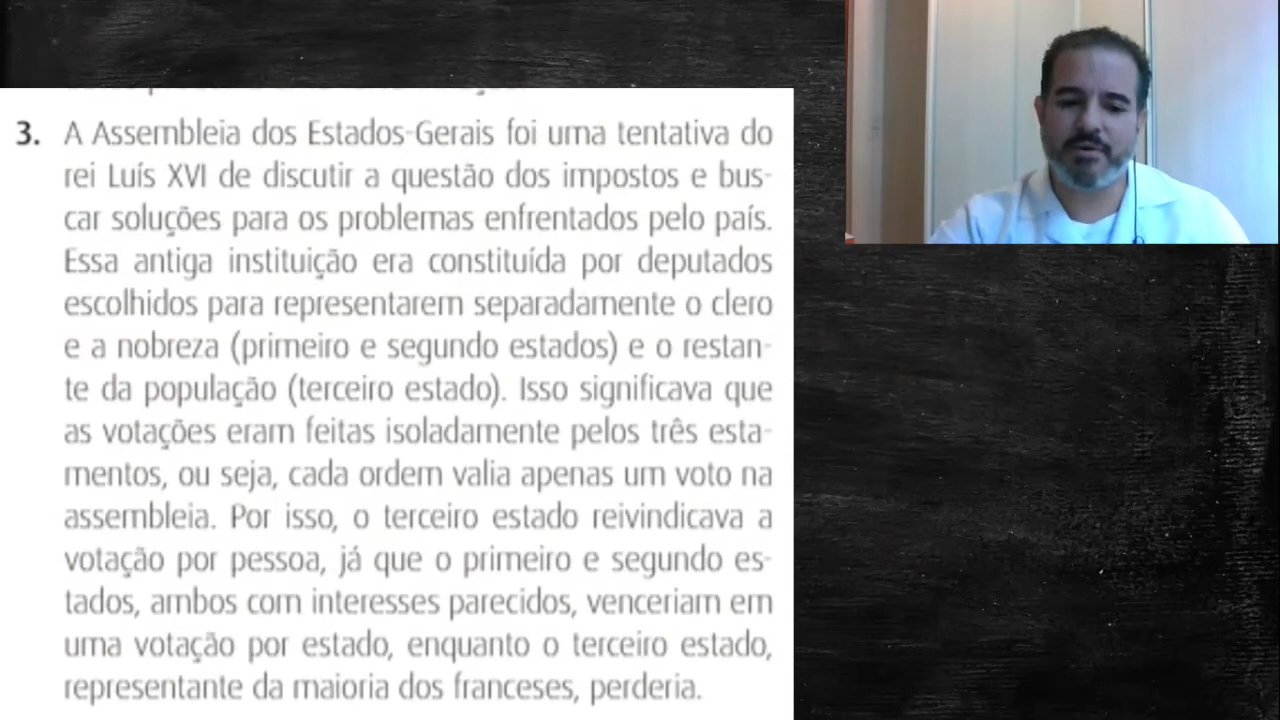 3. A Assembleia dos Estados-Gerais foi uma tentativa do
rei Luís XVI de discutir a questão dos impostos e bus-
car soluções para os problemas enfrentados pelo país.
Essa antiga instituição era constituída por deputados
escolhidos para representarem separadamente o clero
e a nobreza (primeiro e segundo estados) e o restan-
te da população (terceiro estado). Isso significava que
as votações eram feitas isoladamente pelos três esta-
mentos, ou seja, cada ordem valia apenas um voto na
assembleia. Por isso, o terceiro estado reivindicava a
votação por pessoa, já que o primeiro e segundo es-
tados, ambos com interesses parecidos, venceriam em
uma votação por estado, enquanto o terceiro estado,
representante da maioria dos franceses, perderia.